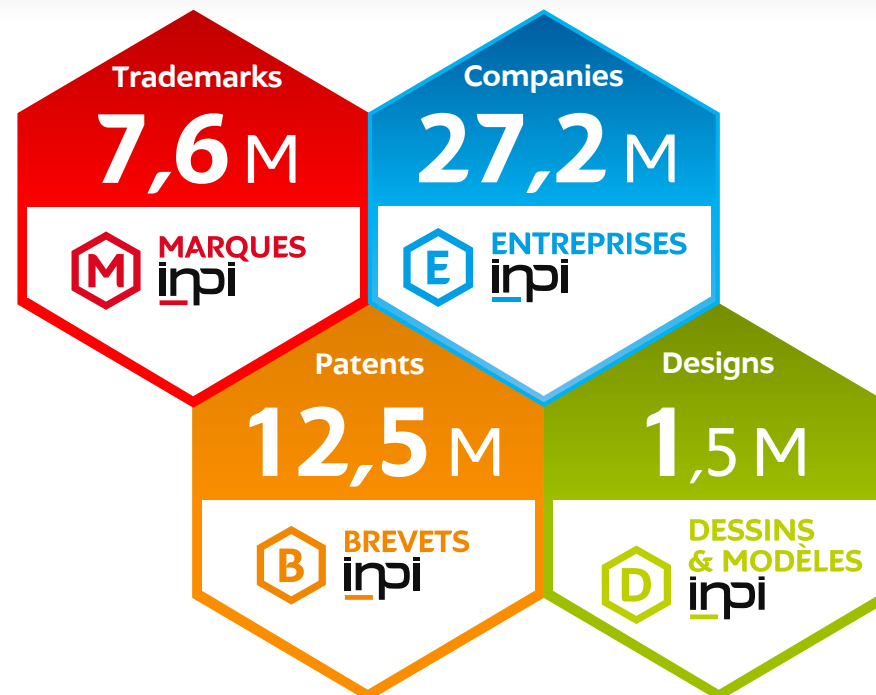 Trademarks
7,6 M
M
MARQUES
inpi
Companies
27,2 M
E
ENTREPRISES
inpi
Patents
12,5 M
B
BREVETS
inpi
Designs
1,5 M
D
DESSINS
& MODÈLES
inpi